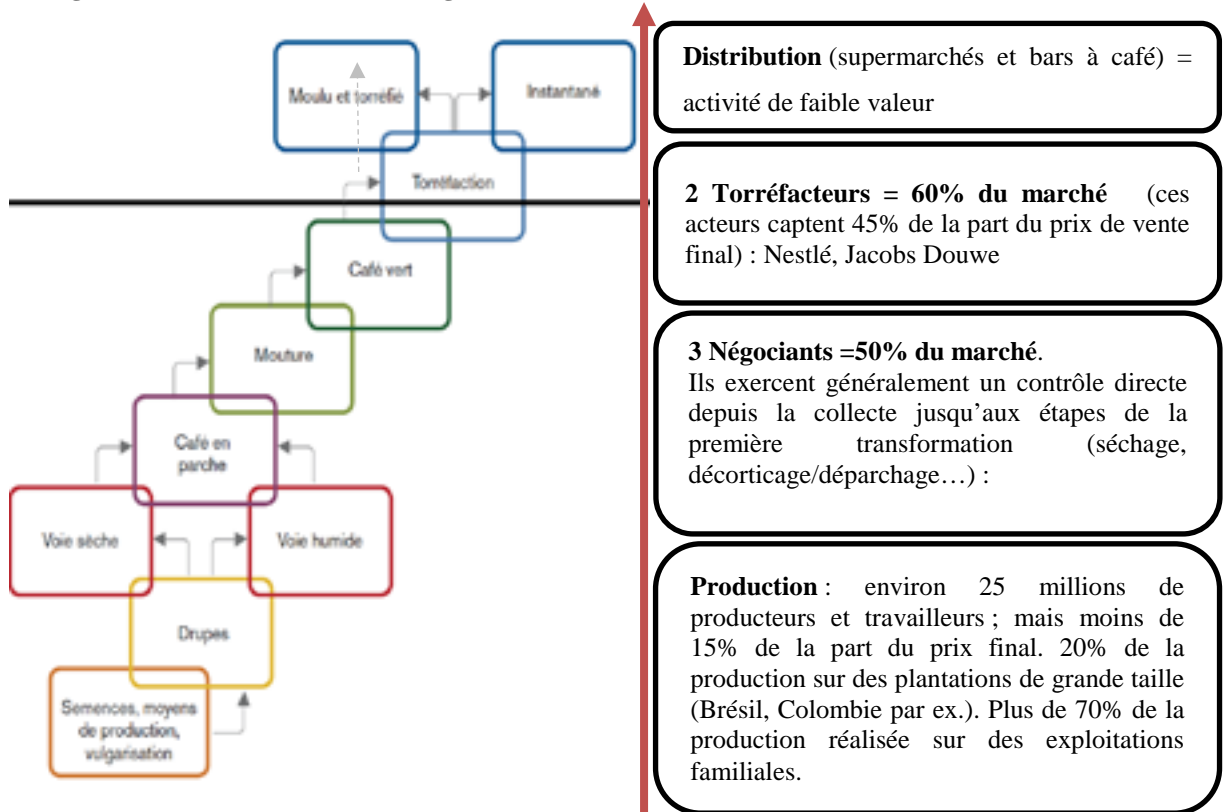 Moulu et torréfié
Instantané
Torréfaction
Café vert
Mouture
Café en
parche
Voie sèche
Voie humide
Drupes
Semences, moyens
de production,
vulgarisation
Distribution (supermarchés et bars à café) =
activité de faible valeur
2 Torréfacteurs = 60% du marché (ces
acteurs captent 45% de la part du prix de vente
final) : Nestlé, Jacobs Douwe
3 Négociants =50% du marché.
Ils exercent généralement un contrôle directe
depuis la collecte jusqu’aux étapes de la
première transformation (séchage,
décorticage/déparchage…) :
Production : environ 25 millions de
producteurs et travailleurs ; mais moins de
15% de la part du prix final. 20% de la
production sur des plantations de grande taille
(Brésil, Colombie par ex.). Plus de 70% de la
production réalisée sur des exploitations
familiales.